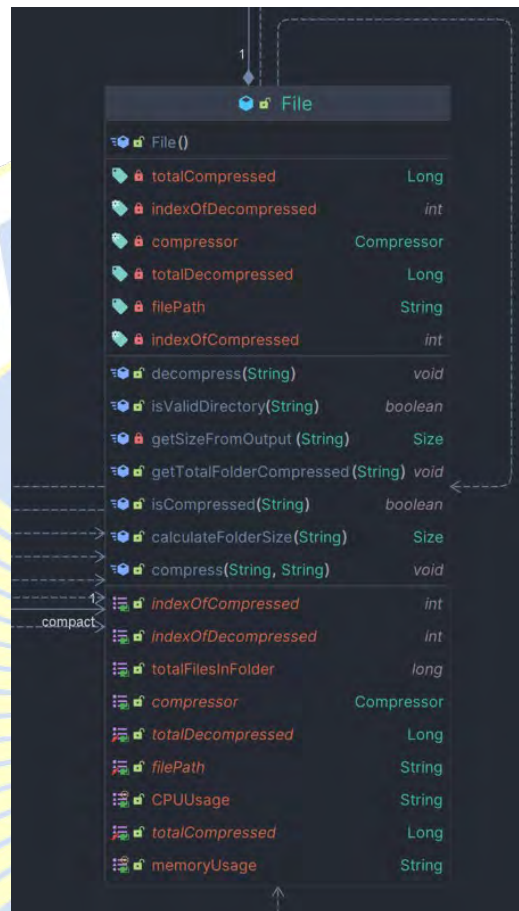 1
File
File()
totalCompressed Long
indexOfDecompressed int
compressor Compressor
totalDecompressed Long
filePath String
indexOfCompressed int
decompress(String) void
isValidDirectory(String) boolean
getSizeFromOutput (String) Size
getTotalFolderCompressed(String) void
isCompressed(String) boolean
calculateFolderSize(String) Size
compress(String, String) void
1
indexOfCompressed int
compact
indexOfDecompressed int
totalFilesInFolder long
compressor Compressor
totalDecompressed Long
filePath String
CPUUsage String
totalCompressed Long
memoryUsage String